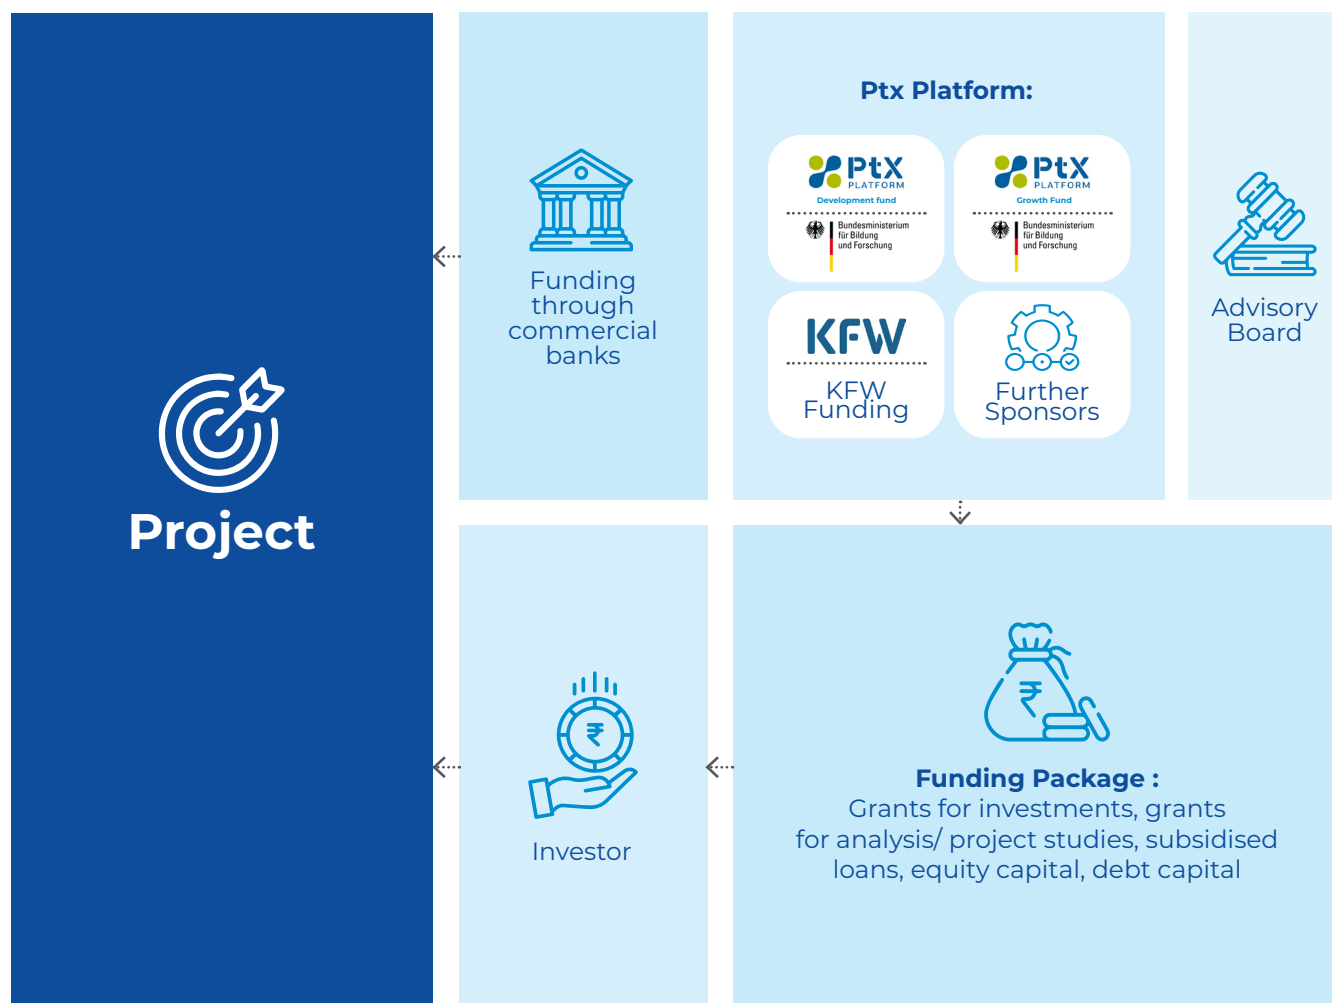 Project
Funding
through
commercial
banks
Ptx Platform:
PtX
PLATFORM
Development fund
Bundesministerium
für Bildung
und Forschung
PtX
PLATFORM
Growth Fund
Bundesministerium
für Bildung
und Forschung
KFW
KFW
Funding
Further
Sponsors
Advisory
Board
₹
Investor
₹
Funding Package :
Grants for investments, grants
for analysis/ project studies, subsidised
loans, equity capital, debt capital